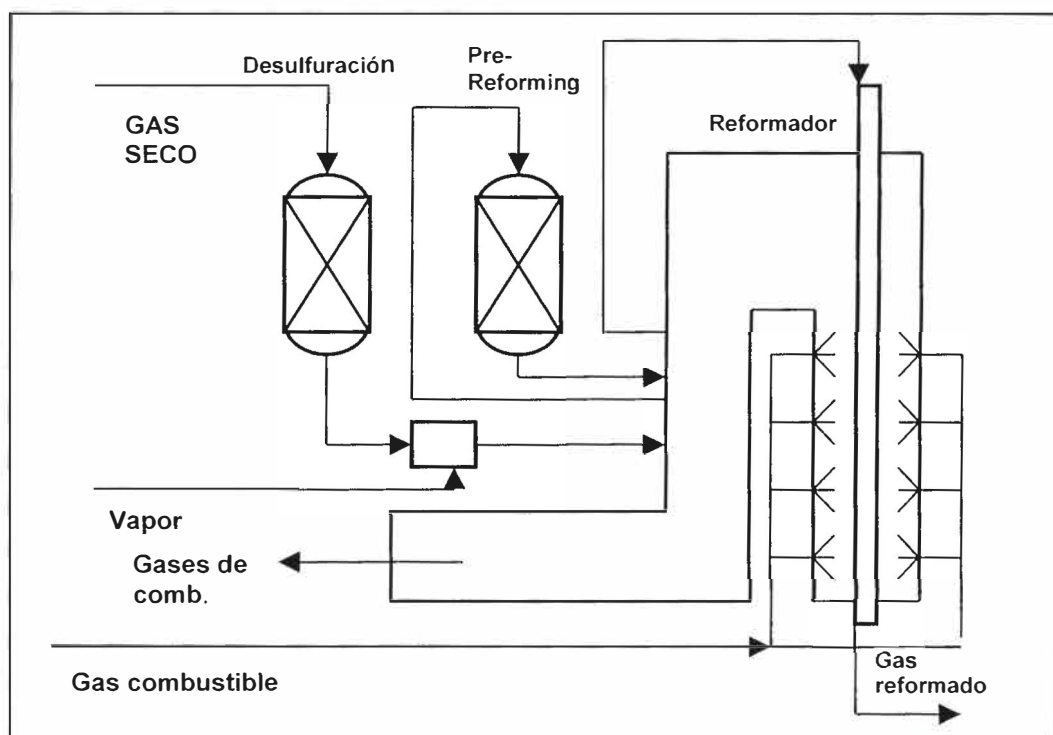 Desulfuración
Pre-
Reforming
GAS
SECO
Reformador
Vapor
Gases de
comb.
Gas combustible
Gas
reformado